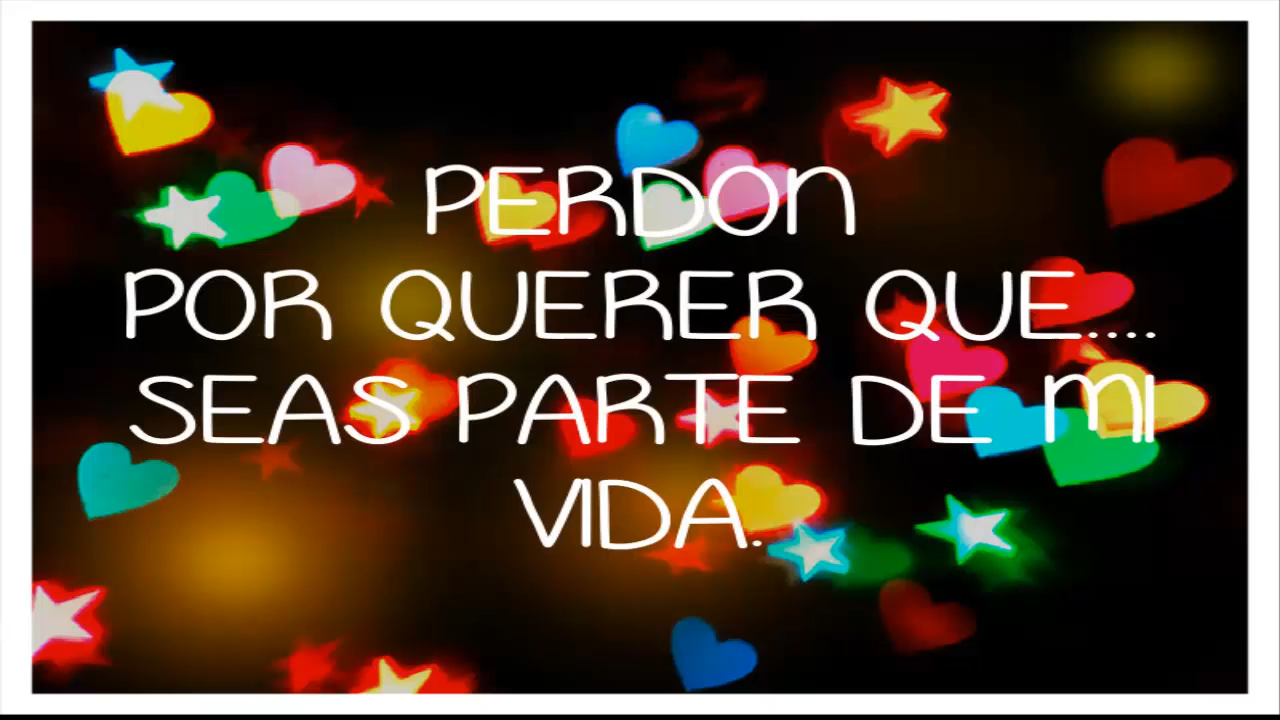 PERDON
POR QUERER QUE....
SEAS PARTE DE MI
VIDA.